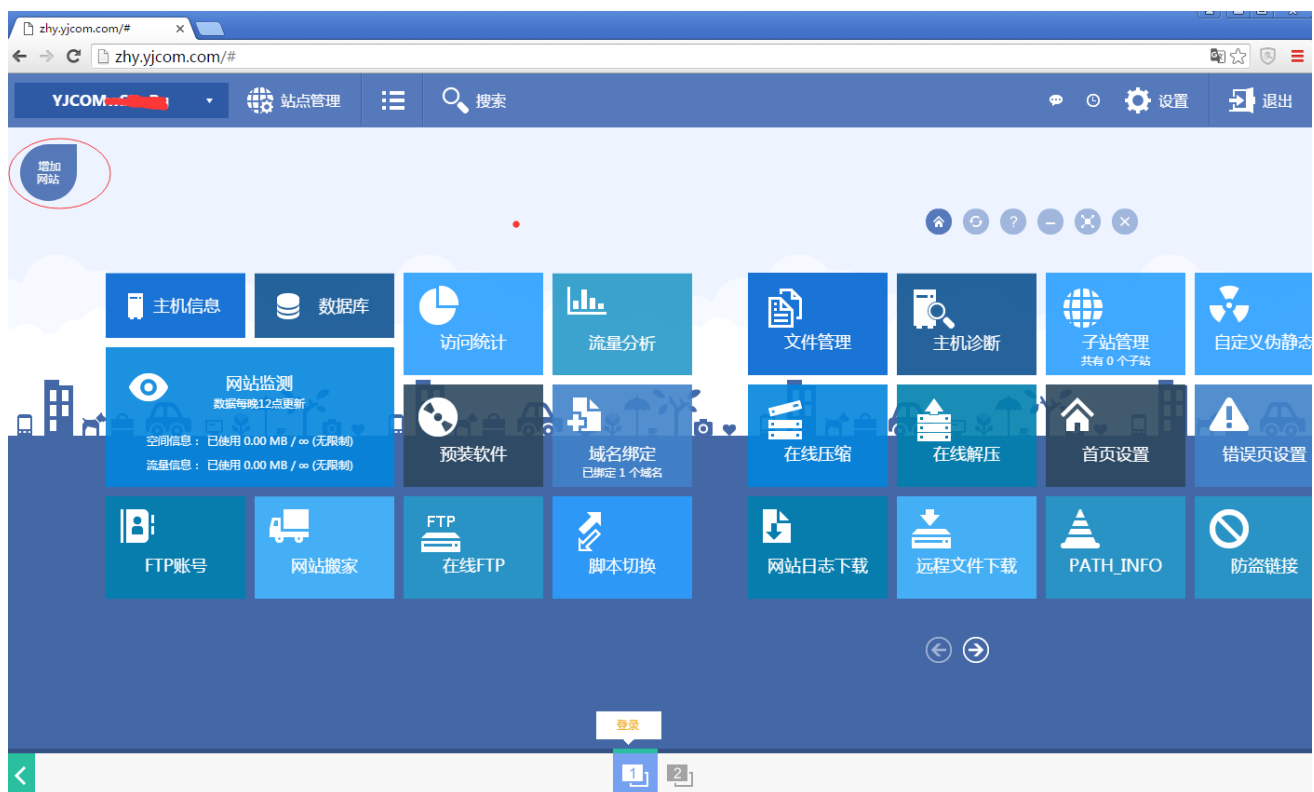 zhy.yjcom.com/#
zhy.yjcom.com/#
YJCOM
站点管理
搜索
设置
退出
增加
网站
主机信息
数据库
访问统计
流量分析
文件管理
主机诊断
子站管理
共有 0 个子站
自定义伪静态
网站监测
数据每晚12点更新
空间信息： 已使用 0.00 MB / ∞ (无限制)
流量信息： 已使用 0.00 MB / ∞ (无限制)
预装软件
域名绑定
已绑定 1 个域名
在线压缩
在线解压
首页设置
错误页设置
FTP账号
网站搬家
FTP
在线FTP
脚本切换
网站日志下载
远程文件下载
PATH_INFO
防盗链接
登录
1
2